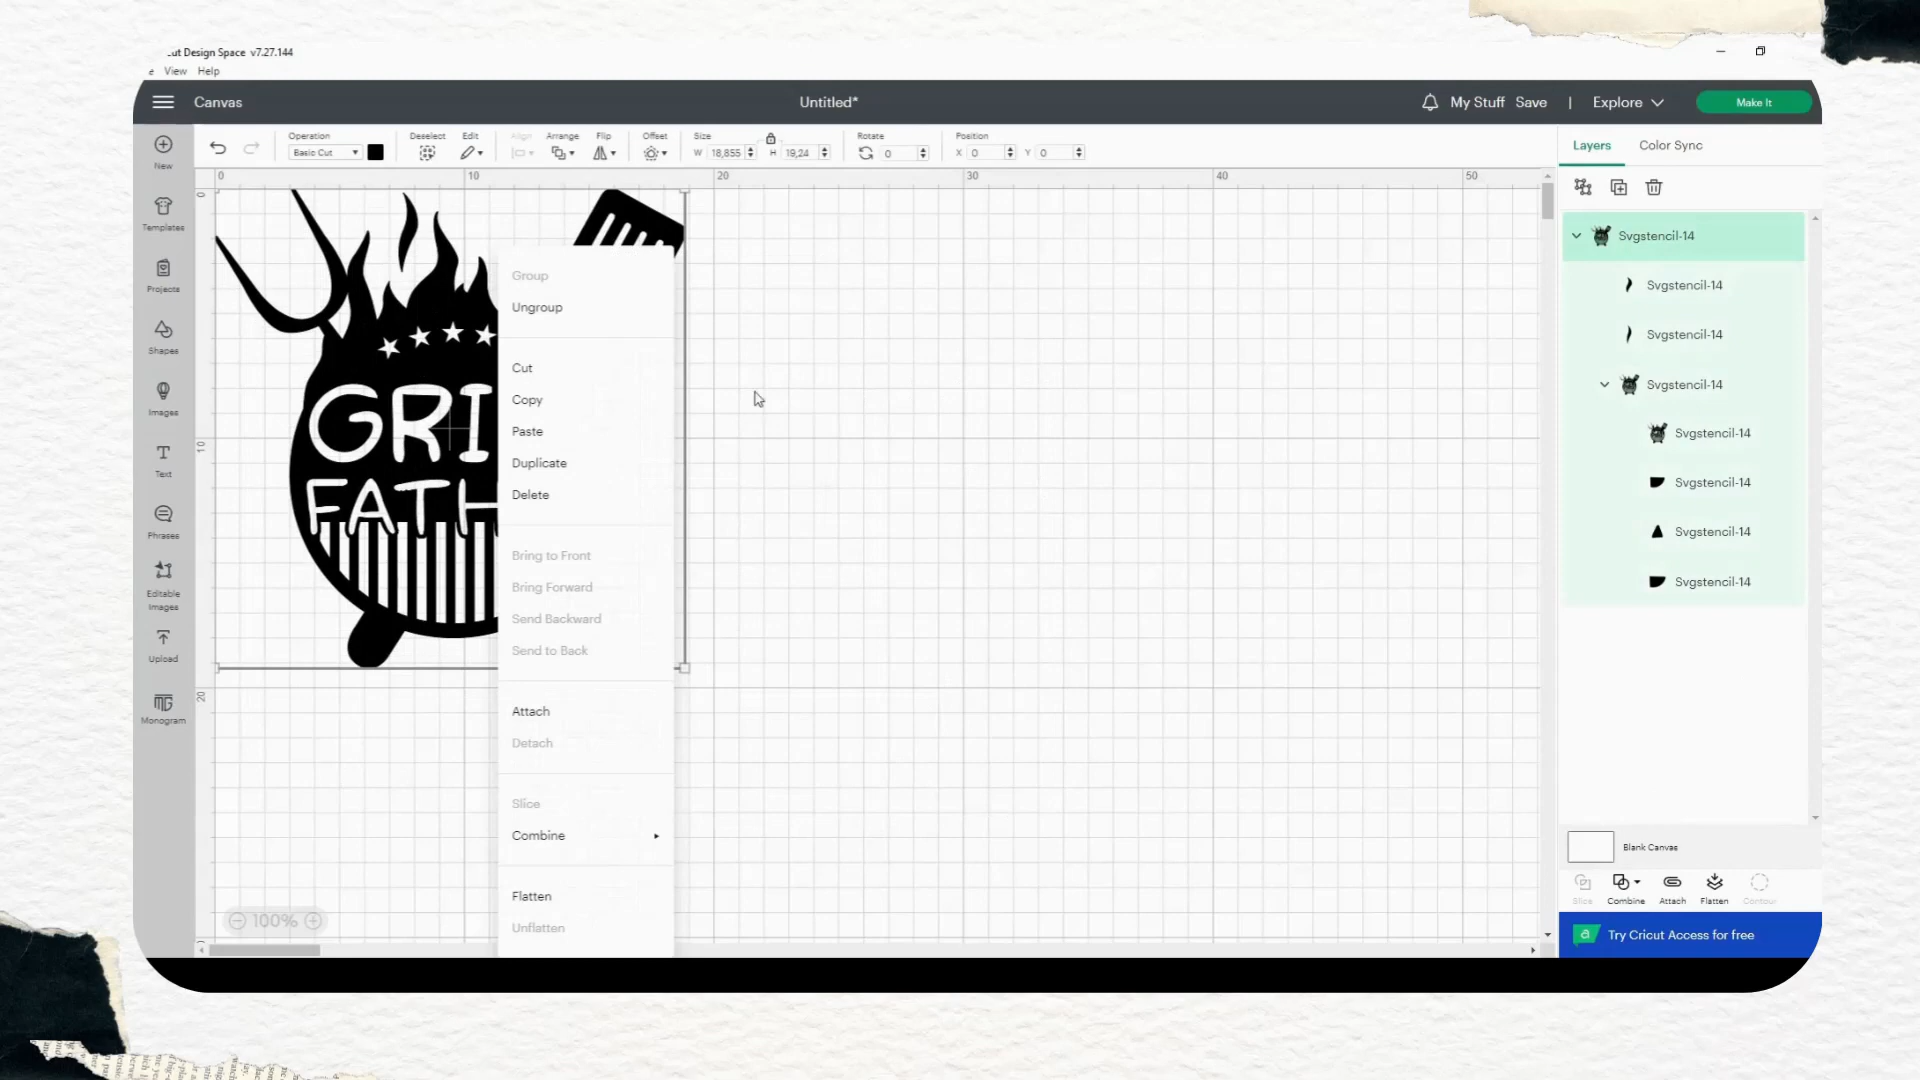 ut Design Space v7.27.144
e View Help
Canvas
Untitled*
My Stuff Save | Explore
Make It
New
Templates
Projects
Shapes
Images
Text
Phrases
Editable Images
Upload
Monogram
Operation
Basic Cut
Deselect
Edit
Align
Arrange
Flip
Offset
Size
W 18,855
H 19,24
Rotate
0
Position
X 0
Y 0
0 10 20 30 40 50
0
10
20
GRI
FATH
Group
Ungroup
Cut
Copy
Paste
Duplicate
Delete
Bring to Front
Bring Forward
Send Backward
Send to Back
Attach
Detach
Slice
Combine
Flatten
Unflatten
100%
Layers
Color Sync
Svgstencil-14
Svgstencil-14
Svgstencil-14
Svgstencil-14
Svgstencil-14
Svgstencil-14
Svgstencil-14
Svgstencil-14
Blank Canvas
Slice
Combine
Attach
Flatten
Contour
a
Try Cricut Access for free